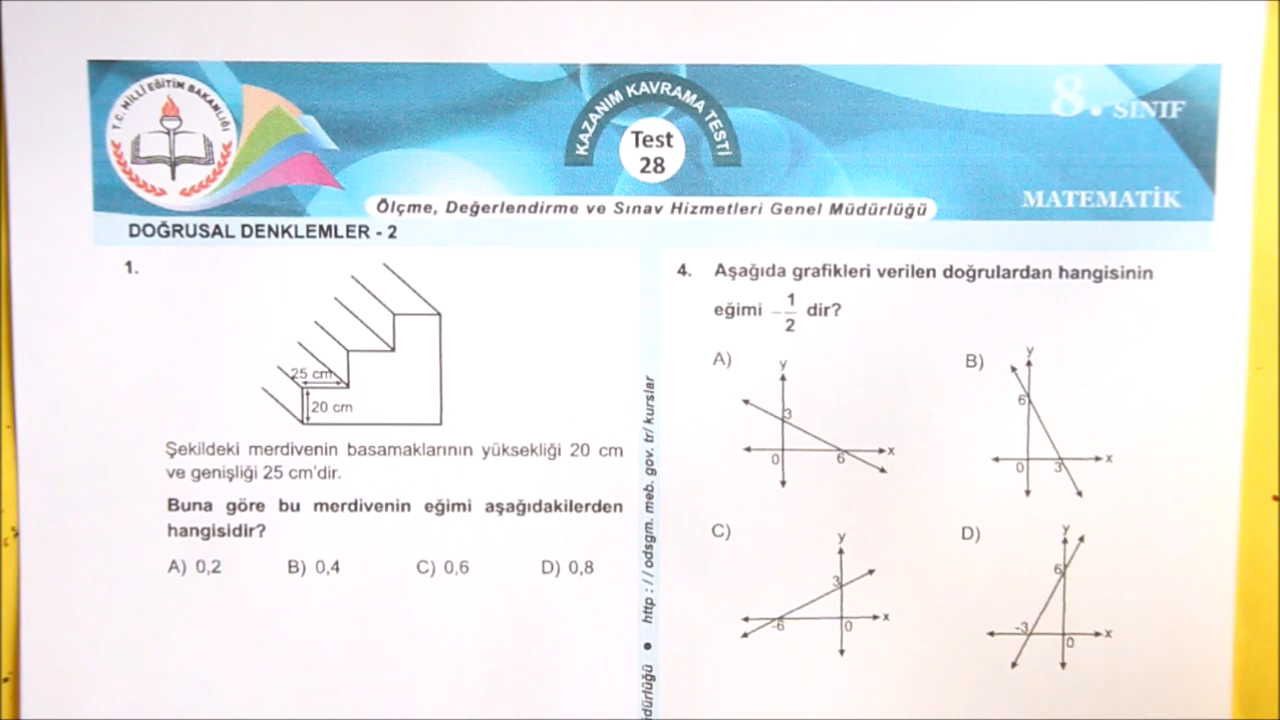 T.C. MİLLİ EĞİTİM BAKANLIĞI
KAZANIM KAVRAMA TESTİ
Test
28
8. SINIF
MATEMATİK
Ölçme, Değerlendirme ve Sınav Hizmetleri Genel Müdürlüğü
DOĞRUSAL DENKLEMLER - 2
1.
25 cm
20 cm
Şekildeki merdivenin basamaklarının yüksekliği 20 cm
ve genişliği 25 cm'dir.
Buna göre bu merdivenin eğimi aşağıdakilerden
hangisidir?
A) 0,2 B) 0,4 C) 0,6 D) 0,8
dürlüğü • http : / / odsgm. meb. gov. tr/ kurslar
4. Aşağıda grafikleri verilen doğrulardan hangisinin
eğimi -1/2 dir?
A)
y
3
0
6
x
B)
y
6
0
3
x
C)
y
3
-6
0
x
D)
y
6
-3
0
x